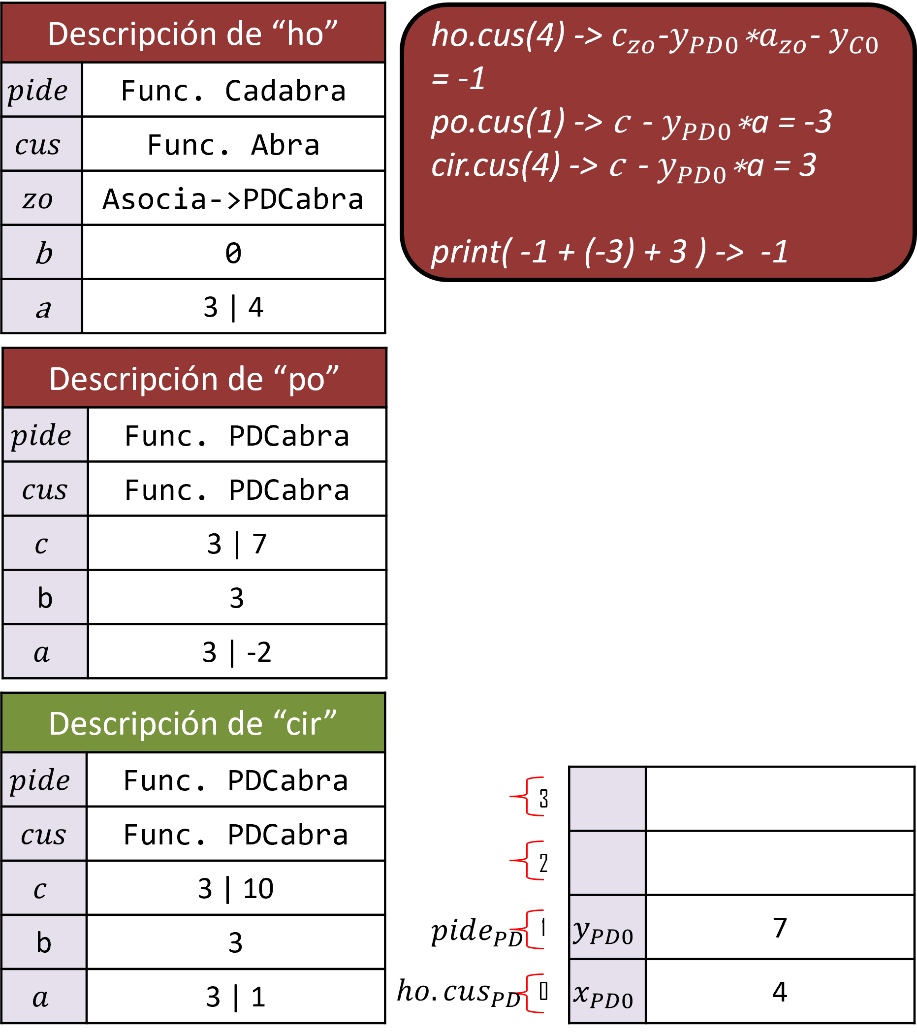 Descripción de “ho”
pide Func. Cadabra
cus Func. Abra
zo Asocia->PDCabra
b 0
a 3 | 4
ho.cus(4) -> c_zo-y_PD0*a_zo- y_C0
= -1
po.cus(1) -> c - y_PD0*a = -3
cir.cus(4) -> c - y_PD0*a = 3
print( -1 + (-3) + 3 ) -> -1
Descripción de “po”
pide Func. PDCabra
cus Func. PDCabra
c 3 | 7
b 3
a 3 | -2
Descripción de “cir”
pide Func. PDCabra
cus Func. PDCabra
c 3 | 10
b 3
a 3 | 1
3
2
pide_PD 1 y_PD0 7
ho.cus_PD 0 x_PD0 4